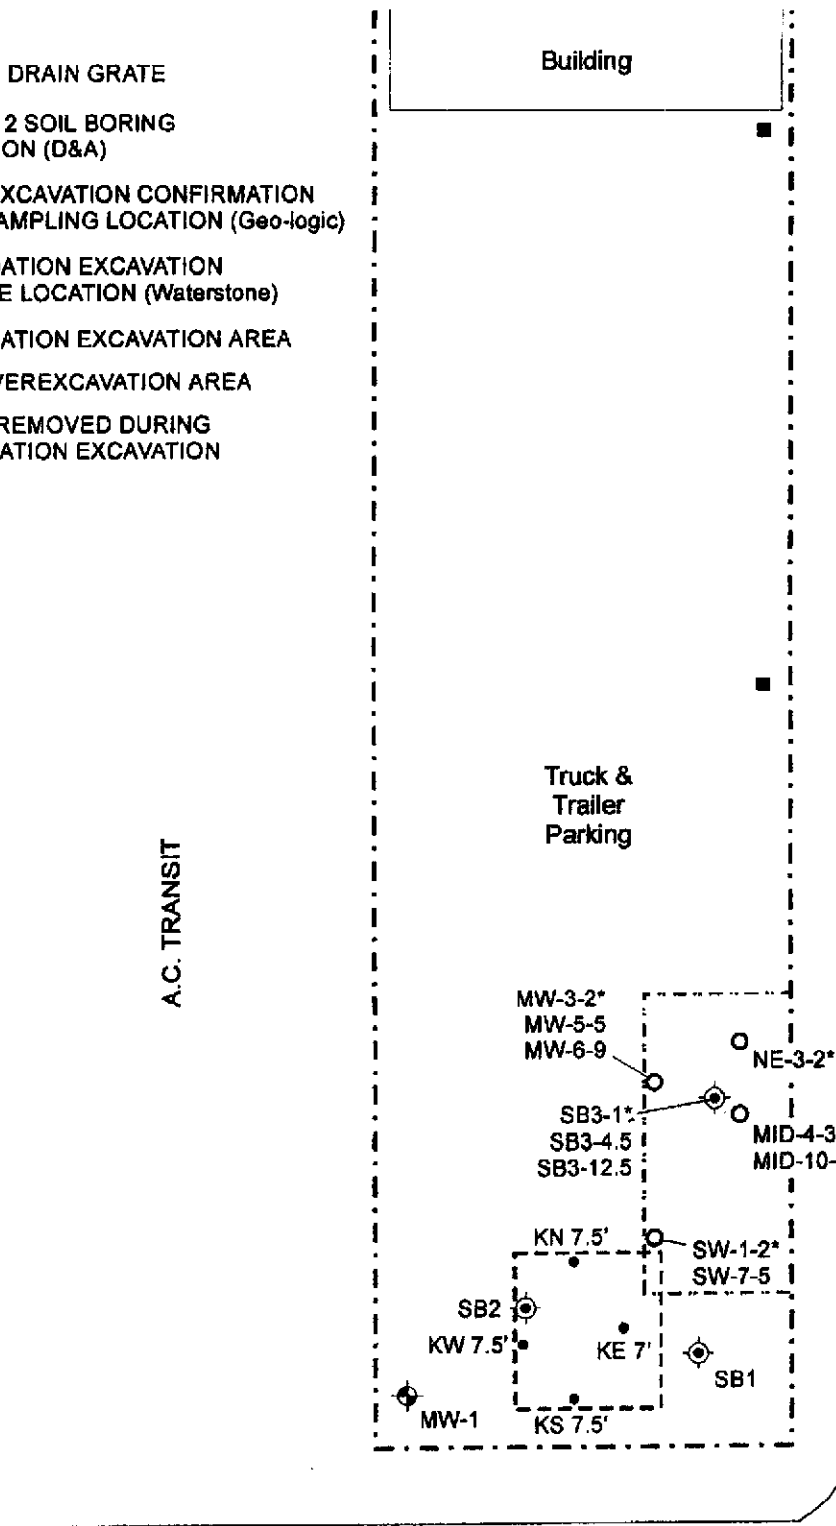 DRAIN GRATE
2 SOIL BORING
ON (D&A)
XCAVATION CONFIRMATION
AMPLING LOCATION (Geo-logic)
ATION EXCAVATION
E LOCATION (Waterstone)
ATION EXCAVATION AREA
VEREXCAVATION AREA
REMOVED DURING
ATION EXCAVATION
Building
Truck &
Trailer
Parking
A.C. TRANSIT
MW-3-2*
MW-5-5
MW-6-9
NE-3-2*
SB3-1*
SB3-4.5
SB3-12.5
MID-4-3
MID-10-
KN 7.5'
SW-1-2*
SW-7-5
SB2
KW 7.5'
KE 7'
SB1
MW-1
KS 7.5'